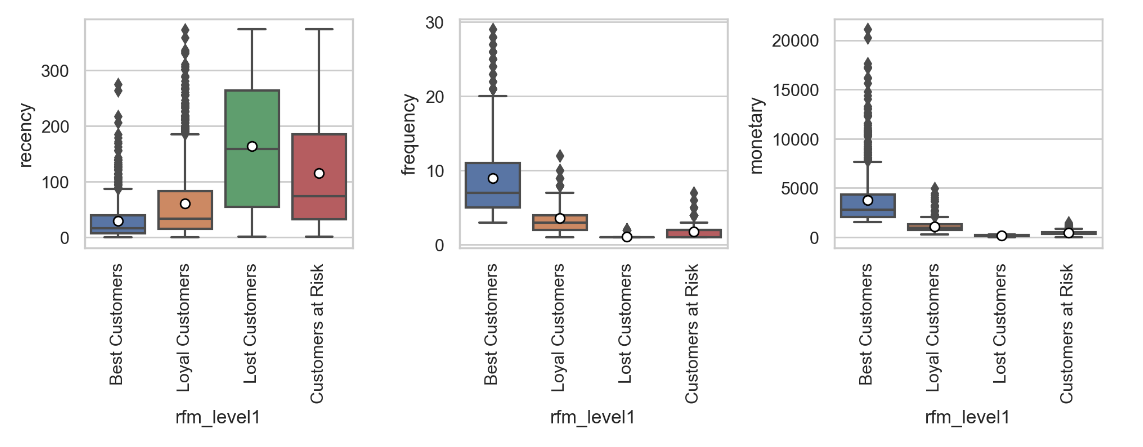 recency
300
200
100
0
Best Customers
Loyal Customers
Lost Customers
Customers at Risk
rfm_level1
frequency
30
20
10
0
Best Customers
Loyal Customers
Lost Customers
Customers at Risk
rfm_level1
monetary
20000
15000
10000
5000
0
Best Customers
Loyal Customers
Lost Customers
Customers at Risk
rfm_level1